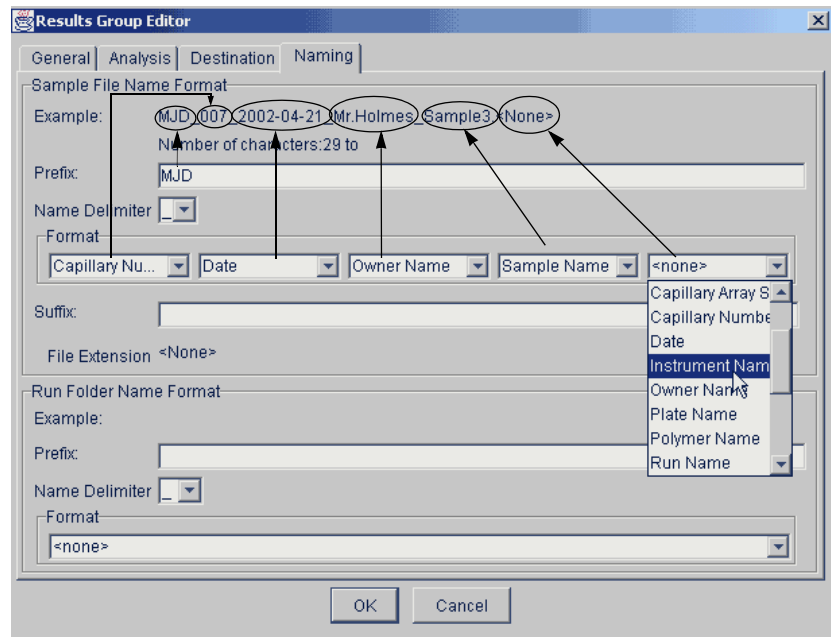 Results Group Editor
General Analysis Destination Naming
Sample File Name Format
Example: MJD_007_2002-04-21_Mr.Holmes_Sample3.<None>
Number of characters:29 to
Prefix: MJD
Name Delimiter _
Format
Capillary Nu... Date Owner Name Sample Name <none>
Capillary Array S
Capillary Numbe
Date
Instrument Nam
Owner Name
Plate Name
Polymer Name
Run Name
Suffix:
File Extension <None>
Run Folder Name Format
Example:
Prefix:
Name Delimiter _
Format
<none>
OK Cancel